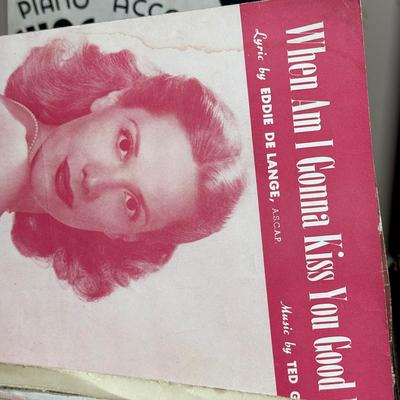 PIANO ACCO
When Am I Gonna Kiss You Good
Lyric by EDDIE DE LANGE, A.S.C.A.P.
Music by TED G